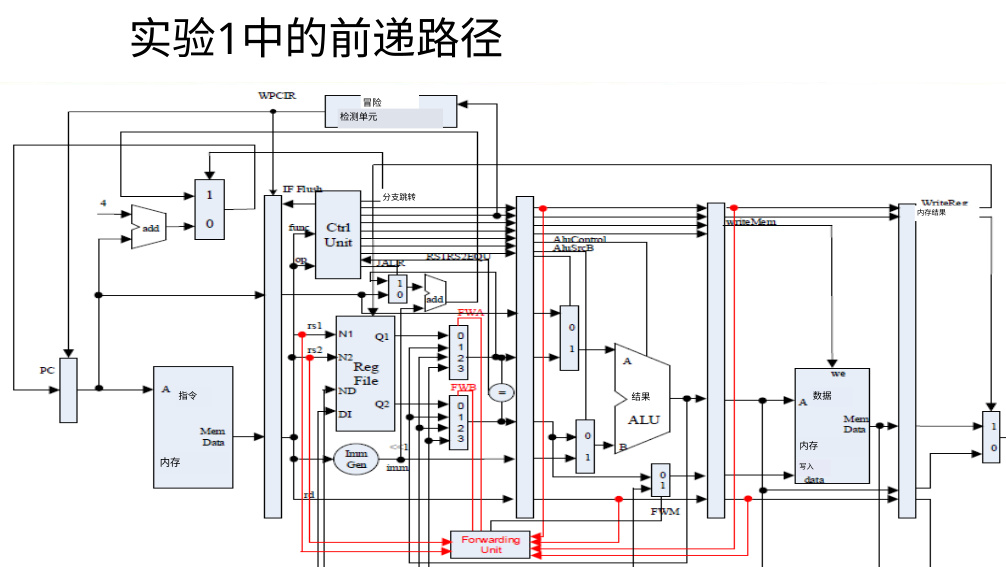 实验1中的前递路径
WPCIR
冒险
检测单元
IF Flush
分支跳转
WriteReg
内存结果
1
0
4
add
Ctrl
Unit
func
op
writeMem
AluControl
AluSrcB
RS1RS2EQU
JALR
1
0
add
FWA
rs1
N1
Q1
0
1
2
3
0
1
A
we
rs2
N2
Reg
File
FWB
PC
A
指令
ND
Q2
0
1
2
3
=
结果
ALU
A
数据
DI
Mem
Data
Mem
Data
1
0
0
1
B
内存
Imm
Gen
<<1
imm
内存
0
1
写入
data
rd
FWM
Forwarding
Unit